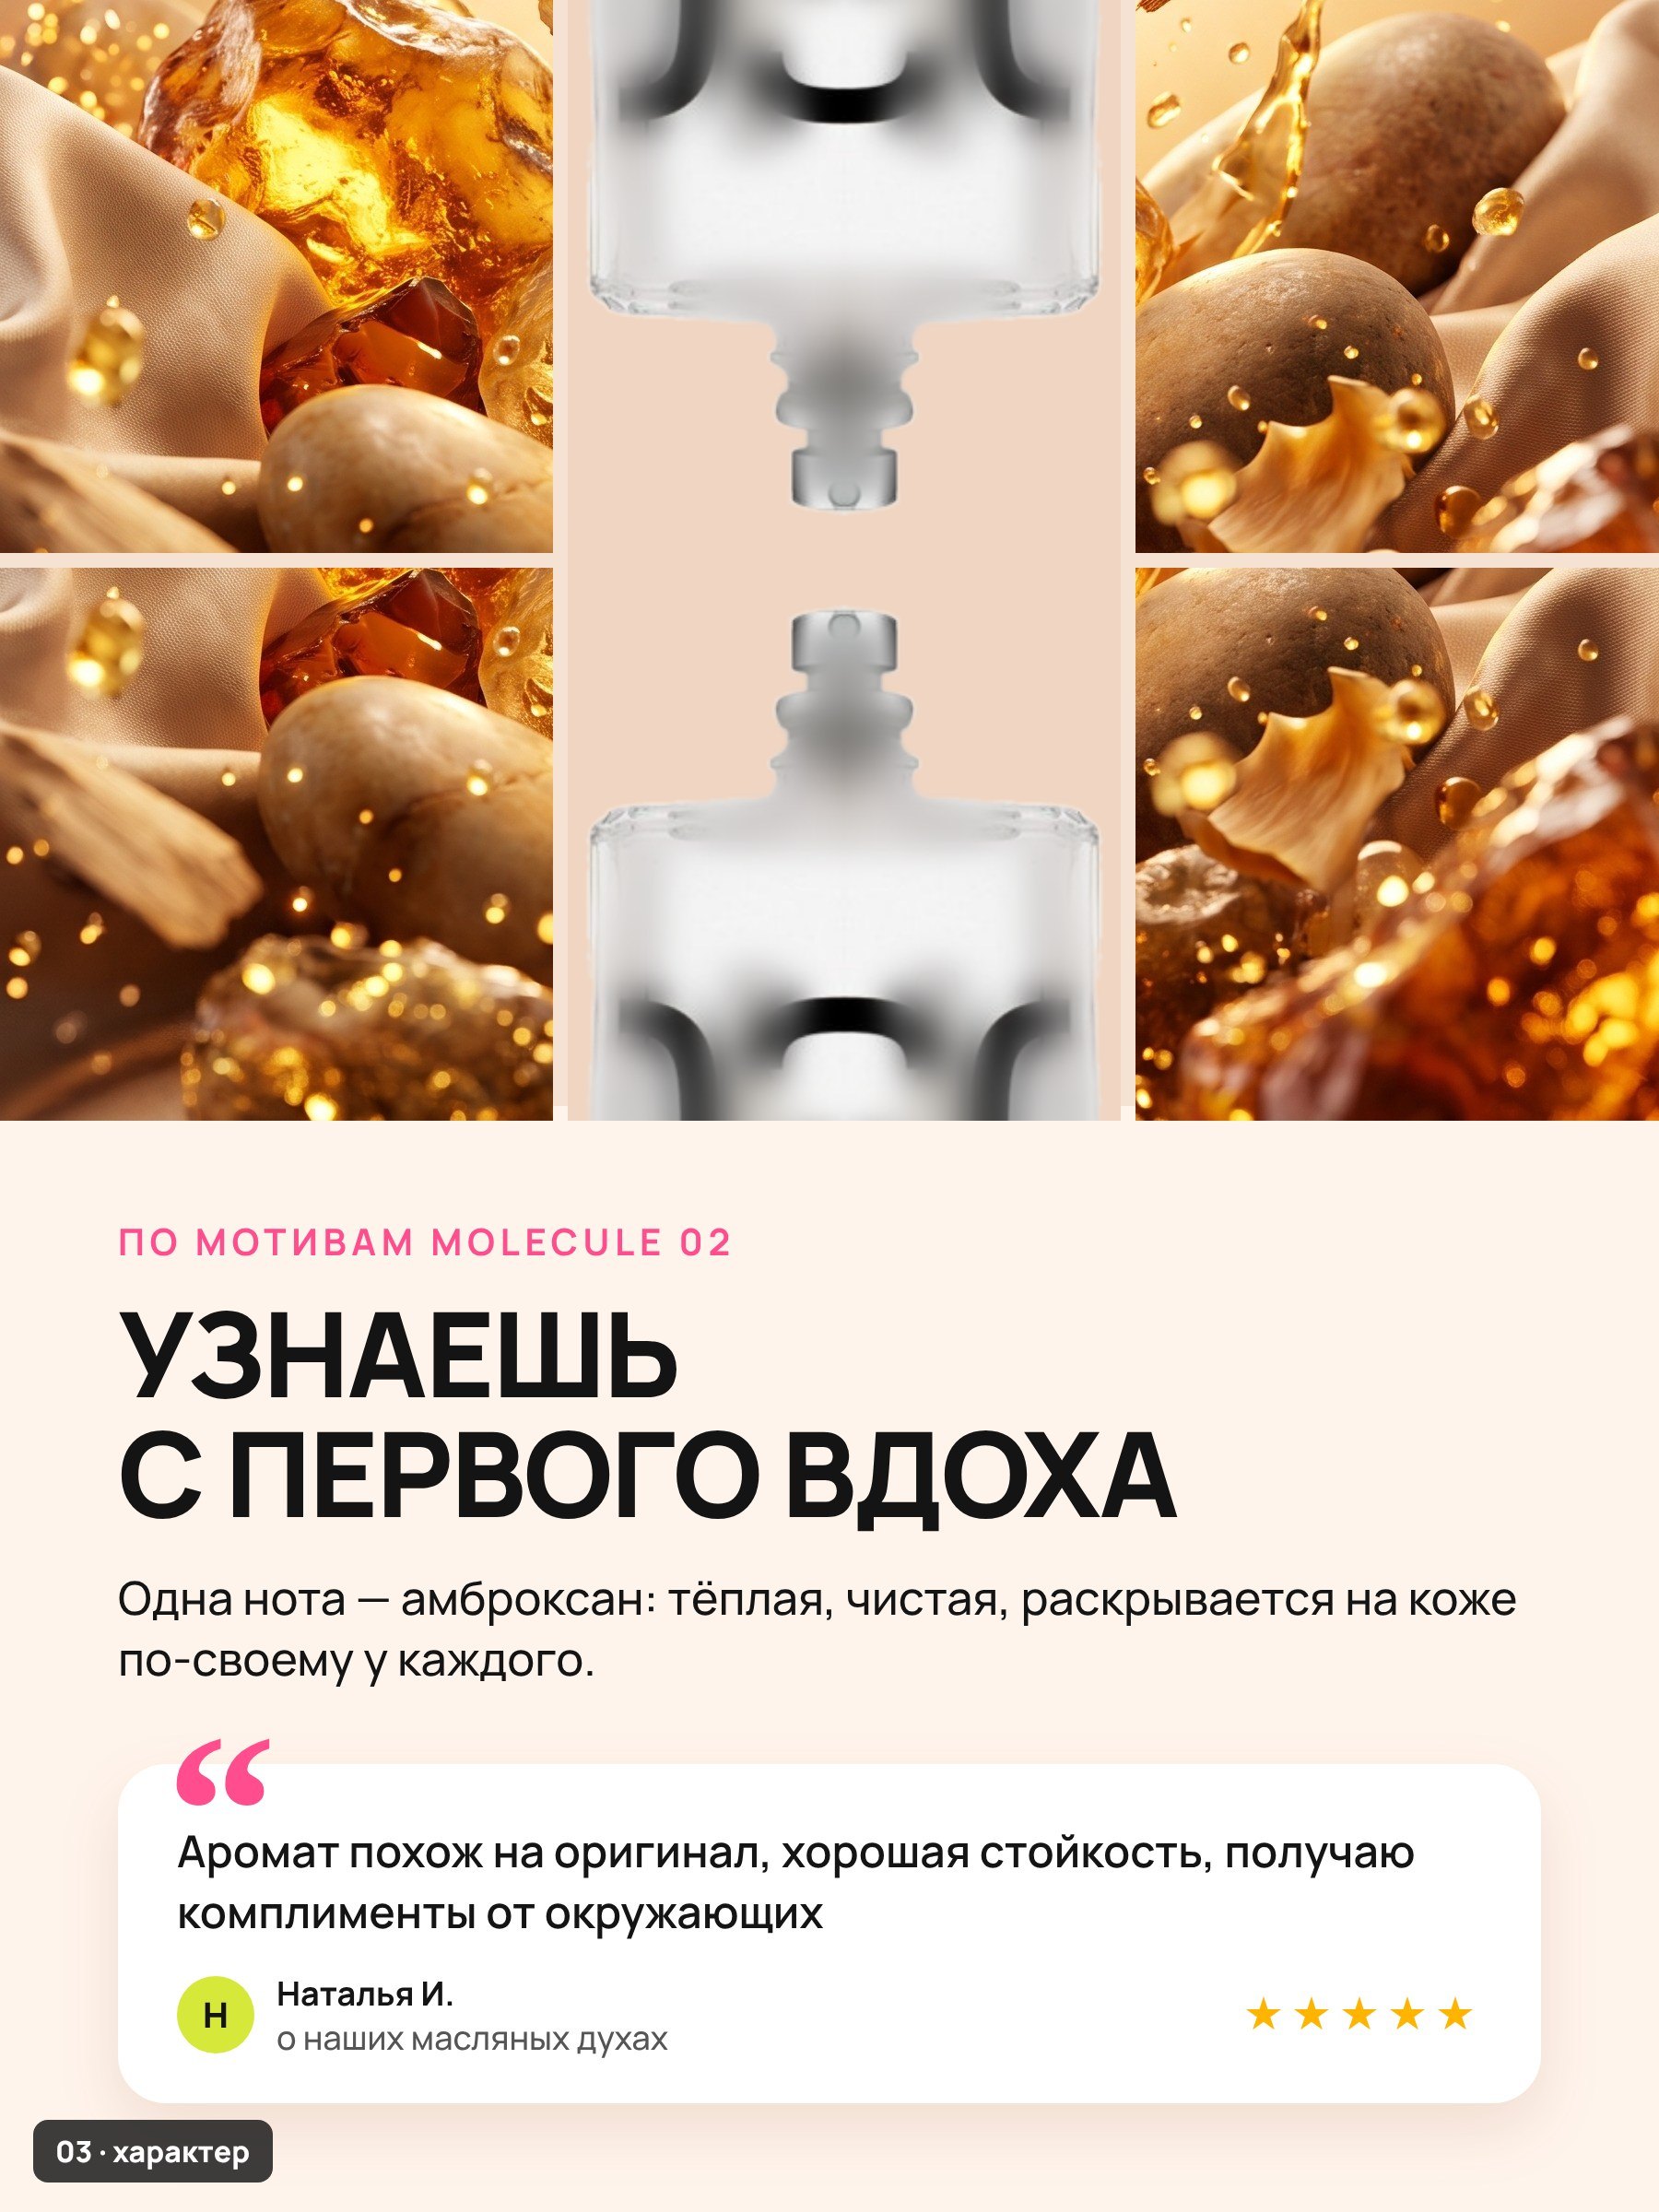 ПО МОТИВАМ MOLECULE 02
УЗНАЕШЬ
С ПЕРВОГО ВДОХА
Одна нота — амброксан: тёплая, чистая, раскрывается на коже
по-своему у каждого.
“
Аромат похож на оригинал, хорошая стойкость, получаю
комплименты от окружающих
Н
Наталья И.
о наших масляных духах
★★★★★
03 · характер